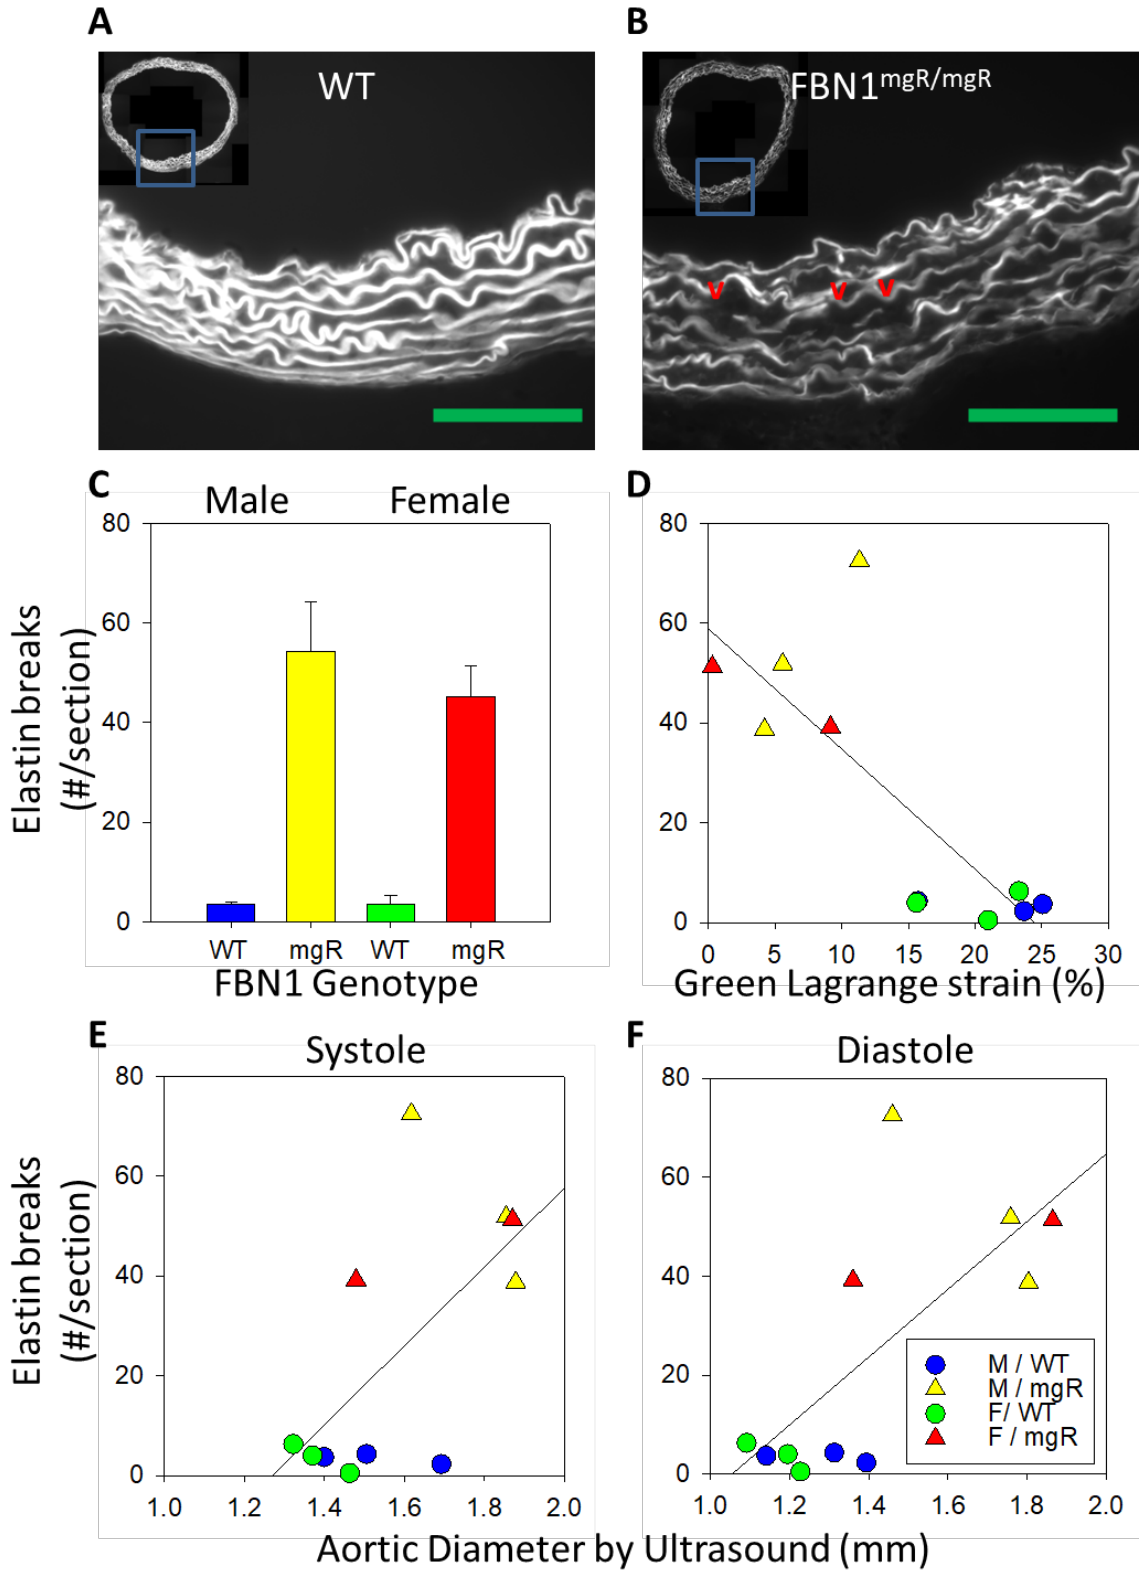 A
B
WT
FBN1mgR/mgR
v v v
C
Male Female
Elastin breaks
(#/section)
80
60
40
20
0
WT mgR WT mgR
FBN1 Genotype
D
80
60
40
20
0
0 5 10 15 20 25 30
Green Lagrange strain (%)
E
Systole
Elastin breaks
(#/section)
80
60
40
20
0
1.0 1.2 1.4 1.6 1.8 2.0
F
Diastole
80
60
40
20
0
M / WT
M / mgR
F/ WT
F / mgR
1.0 1.2 1.4 1.6 1.8 2.0
Aortic Diameter by Ultrasound (mm)